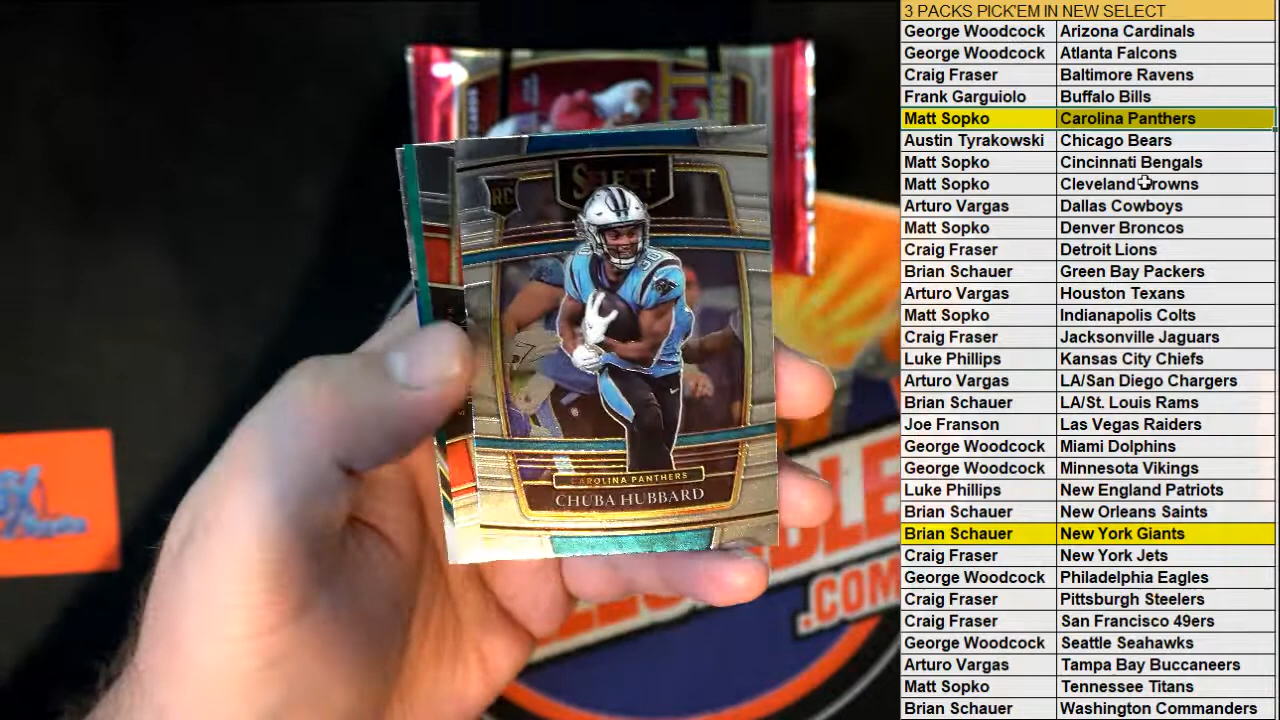 3 PACKS PICK'EM IN NEW SELECT
George Woodcock Arizona Cardinals
George Woodcock Atlanta Falcons
Craig Fraser Baltimore Ravens
Frank Garguiolo Buffalo Bills
Matt Sopko Carolina Panthers
Austin Tyrakowski Chicago Bears
Matt Sopko Cincinnati Bengals
Matt Sopko Cleveland Browns
Arturo Vargas Dallas Cowboys
Matt Sopko Denver Broncos
Craig Fraser Detroit Lions
Brian Schauer Green Bay Packers
Arturo Vargas Houston Texans
Matt Sopko Indianapolis Colts
Craig Fraser Jacksonville Jaguars
Luke Phillips Kansas City Chiefs
Arturo Vargas LA/San Diego Chargers
Brian Schauer LA/St. Louis Rams
Joe Franson Las Vegas Raiders
George Woodcock Miami Dolphins
George Woodcock Minnesota Vikings
Luke Phillips New England Patriots
Brian Schauer New Orleans Saints
Brian Schauer New York Giants
Craig Fraser New York Jets
George Woodcock Philadelphia Eagles
Craig Fraser Pittsburgh Steelers
Craig Fraser San Francisco 49ers
George Woodcock Seattle Seahawks
Arturo Vargas Tampa Bay Buccaneers
Matt Sopko Tennessee Titans
Brian Schauer Washington Commanders
SELECT
RC
CAROLINA PANTHERS
CHUBA HUBBARD
.COM